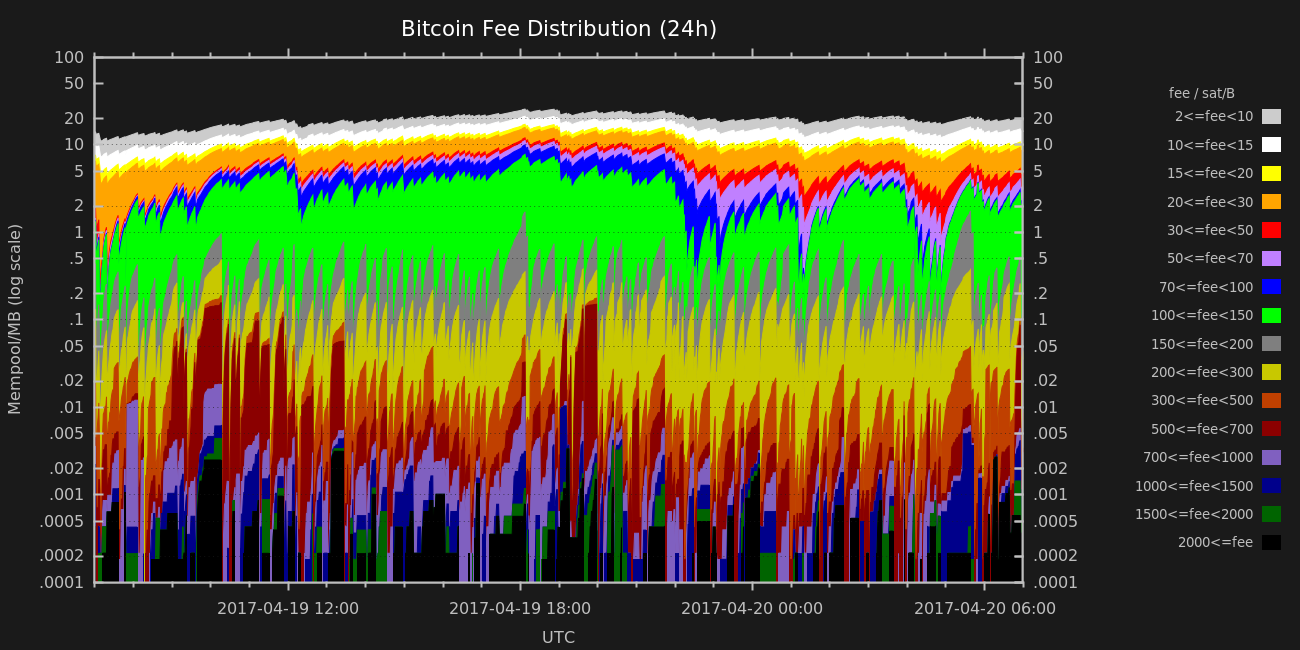 Bitcoin Fee Distribution (24h)
100
50
20
10
5
2
1
.5
.2
.1
.05
.02
.01
.005
.002
.001
.0005
.0002
.0001
Mempool/MB (log scale)
100
50
20
10
5
2
1
.5
.2
.1
.05
.02
.01
.005
.002
.001
.0005
.0002
.0001
2017-04-19 12:00
2017-04-19 18:00
2017-04-20 00:00
2017-04-20 06:00
UTC
fee / sat/B
2<=fee<10
10<=fee<15
15<=fee<20
20<=fee<30
30<=fee<50
50<=fee<70
70<=fee<100
100<=fee<150
150<=fee<200
200<=fee<300
300<=fee<500
500<=fee<700
700<=fee<1000
1000<=fee<1500
1500<=fee<2000
2000<=fee